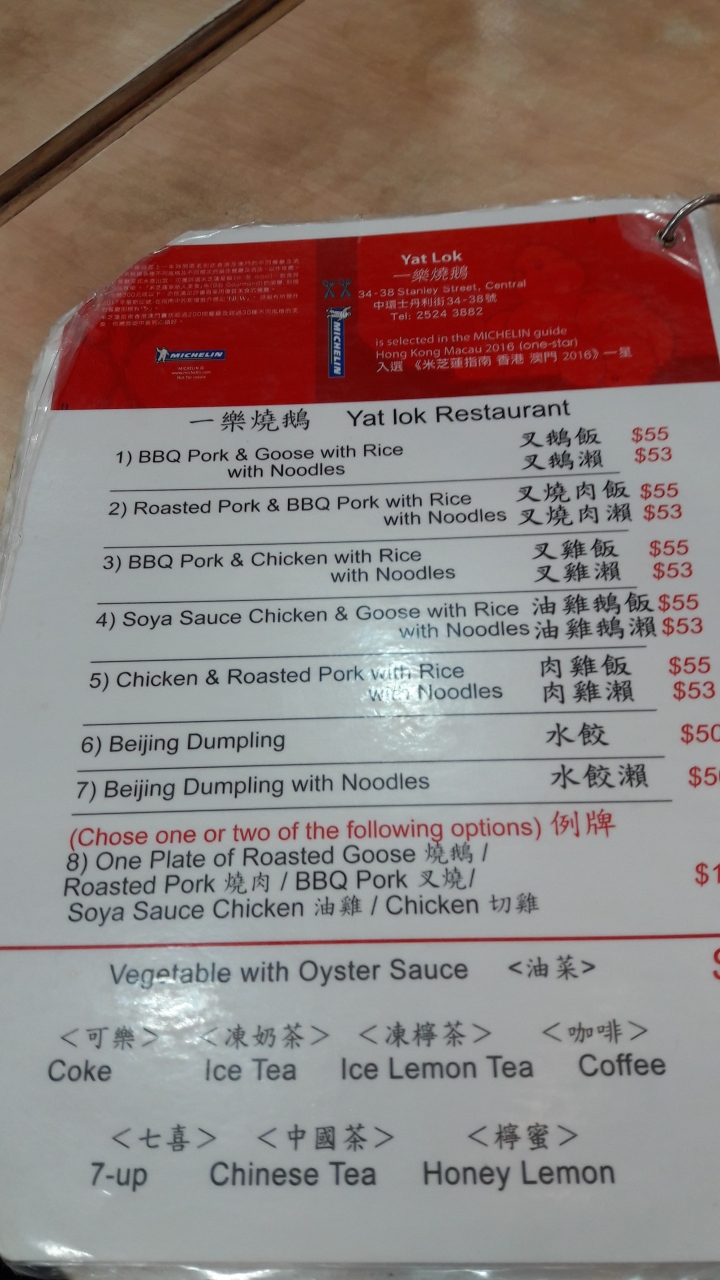 Yat Lok
一樂燒鵝
34-38 Stanley Street, Central
中環士丹利街34-38號
Tel: 2524 3882
is selected in the MICHELIN guide
Hong Kong Macau 2016 (one-star)
入選 《米芝蓮指南 香港 澳門 2016》一星
MICHELIN
MICHELIN
一樂燒鵝 Yat lok Restaurant
1) BBQ Pork & Goose with Rice 叉鵝飯 $55
with Noodles 叉鵝瀨 $53
2) Roasted Pork & BBQ Pork with Rice 叉燒肉飯 $55
with Noodles 叉燒肉瀨 $53
3) BBQ Pork & Chicken with Rice 叉雞飯 $55
with Noodles 叉雞瀨 $53
4) Soya Sauce Chicken & Goose with Rice 油雞鵝飯 $55
with Noodles 油雞鵝瀨 $53
5) Chicken & Roasted Pork with Rice 肉雞飯 $55
with Noodles 肉雞瀨 $53
6) Beijing Dumpling 水餃 $50
7) Beijing Dumpling with Noodles 水餃瀨
(Chose one or two of the following options) 例牌
8) One Plate of Roasted Goose 燒鵝 /
Roasted Pork 燒肉 / BBQ Pork 叉燒/
Soya Sauce Chicken 油雞 / Chicken 切雞
Vegetable with Oyster Sauce <油菜>
<可樂> <凍奶茶> <凍檸茶> <咖啡>
Coke Ice Tea Ice Lemon Tea Coffee
<七喜> <中國茶> <檸蜜>
7-up Chinese Tea Honey Lemon